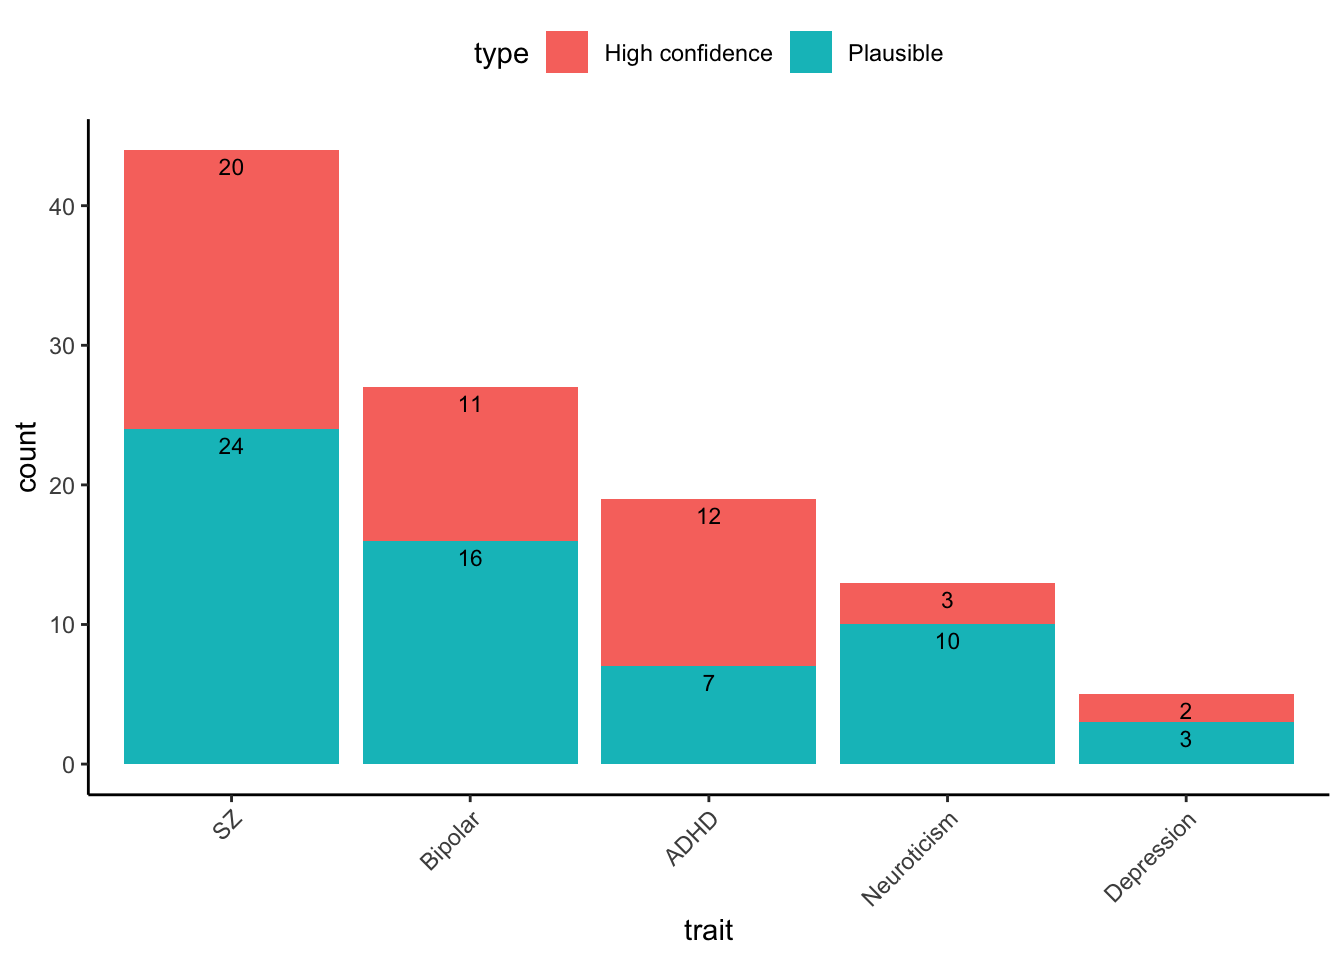 type High confidence Plausible
count
40
30
20
10
0
20
24
11
16
12
7
3
10
2
3
SZ
Bipolar
ADHD
Neuroticism
Depression
trait